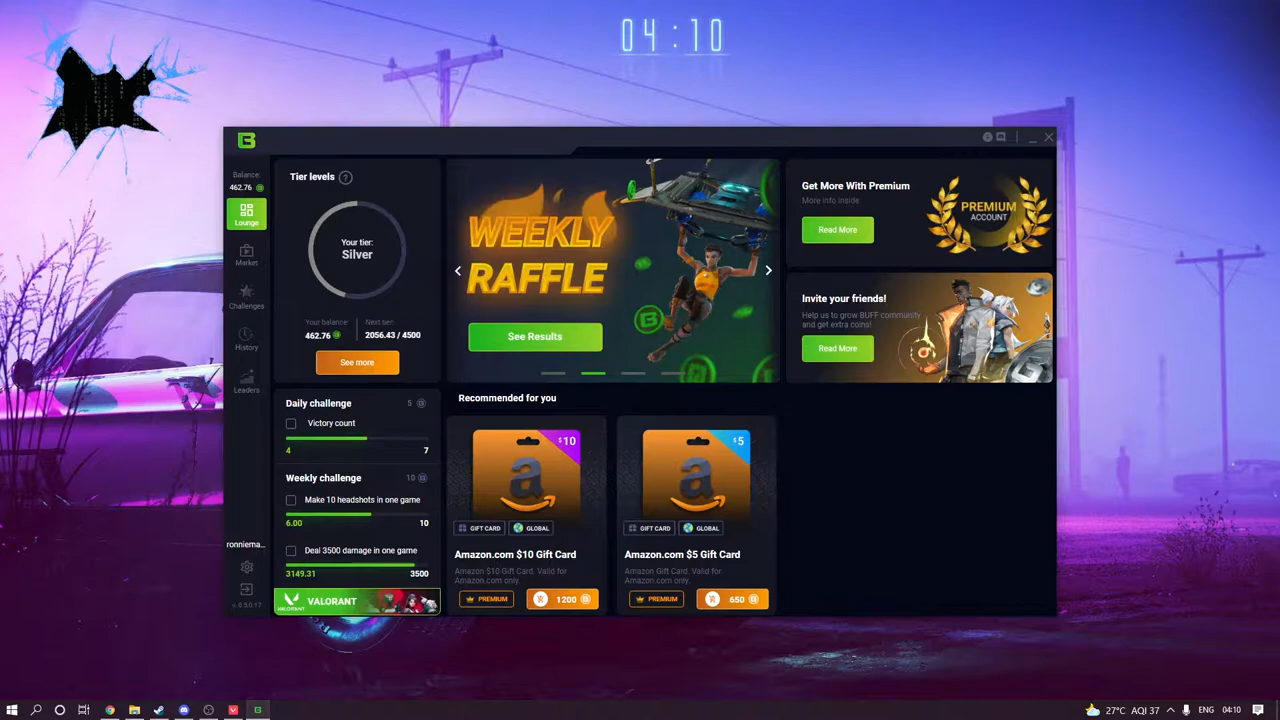 04:10
Balance:
462.76
Lounge
Market
Challenges
History
Leaders
ronniema...
v. 0.9.0.17
Tier levels ?
Your tier:
Silver
Your balance:
462.76
Next tier:
2056.43 / 4500
See more
WEEKLY
RAFFLE
See Results
Get More With Premium
More info inside
Read More
PREMIUM
ACCOUNT
Invite your friends!
Help us to grow BUFF community
and get extra coins!
Read More
Daily challenge 5
Victory count
4 7
Weekly challenge 10
Make 10 headshots in one game
6.00 10
Deal 3500 damage in one game
3149.31 3500
VALORANT
VALORANT
Recommended for you
$10
GIFT CARD GLOBAL
Amazon.com $10 Gift Card
Amazon $10 Gift Card. Valid for
Amazon.com only.
PREMIUM 1200
$5
GIFT CARD GLOBAL
Amazon.com $5 Gift Card
Amazon Gift Card. Valid for
Amazon.com only.
PREMIUM 650
27°C AQI 37 ENG 04:10